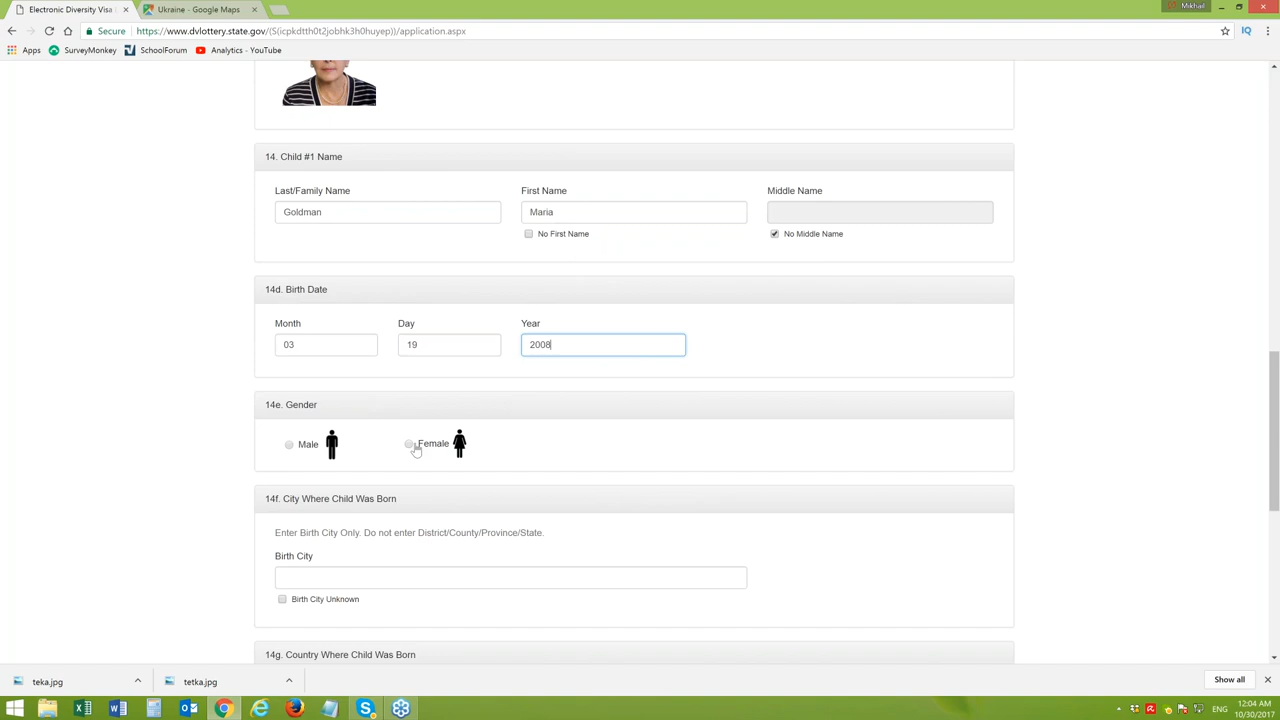 Electronic Diversity Visa
Ukraine - Google Maps
Mikhail
Secure
https://www.dvlottery.state.gov/(S(icpkdtth0t2jobhk3h0huyep))/application.aspx
IQ
Apps
SurveyMonkey
SchoolForum
Analytics - YouTube
14. Child #1 Name
Last/Family Name
First Name
Middle Name
Goldman
Maria
No First Name
No Middle Name
14d. Birth Date
Month
Day
Year
03
19
2008
14e. Gender
Male
Female
14f. City Where Child Was Born
Enter Birth City Only. Do not enter District/County/Province/State.
Birth City
Birth City Unknown
14g. Country Where Child Was Born
teka.jpg
tetka.jpg
Show all
ENG
12:04 AM
10/30/2017